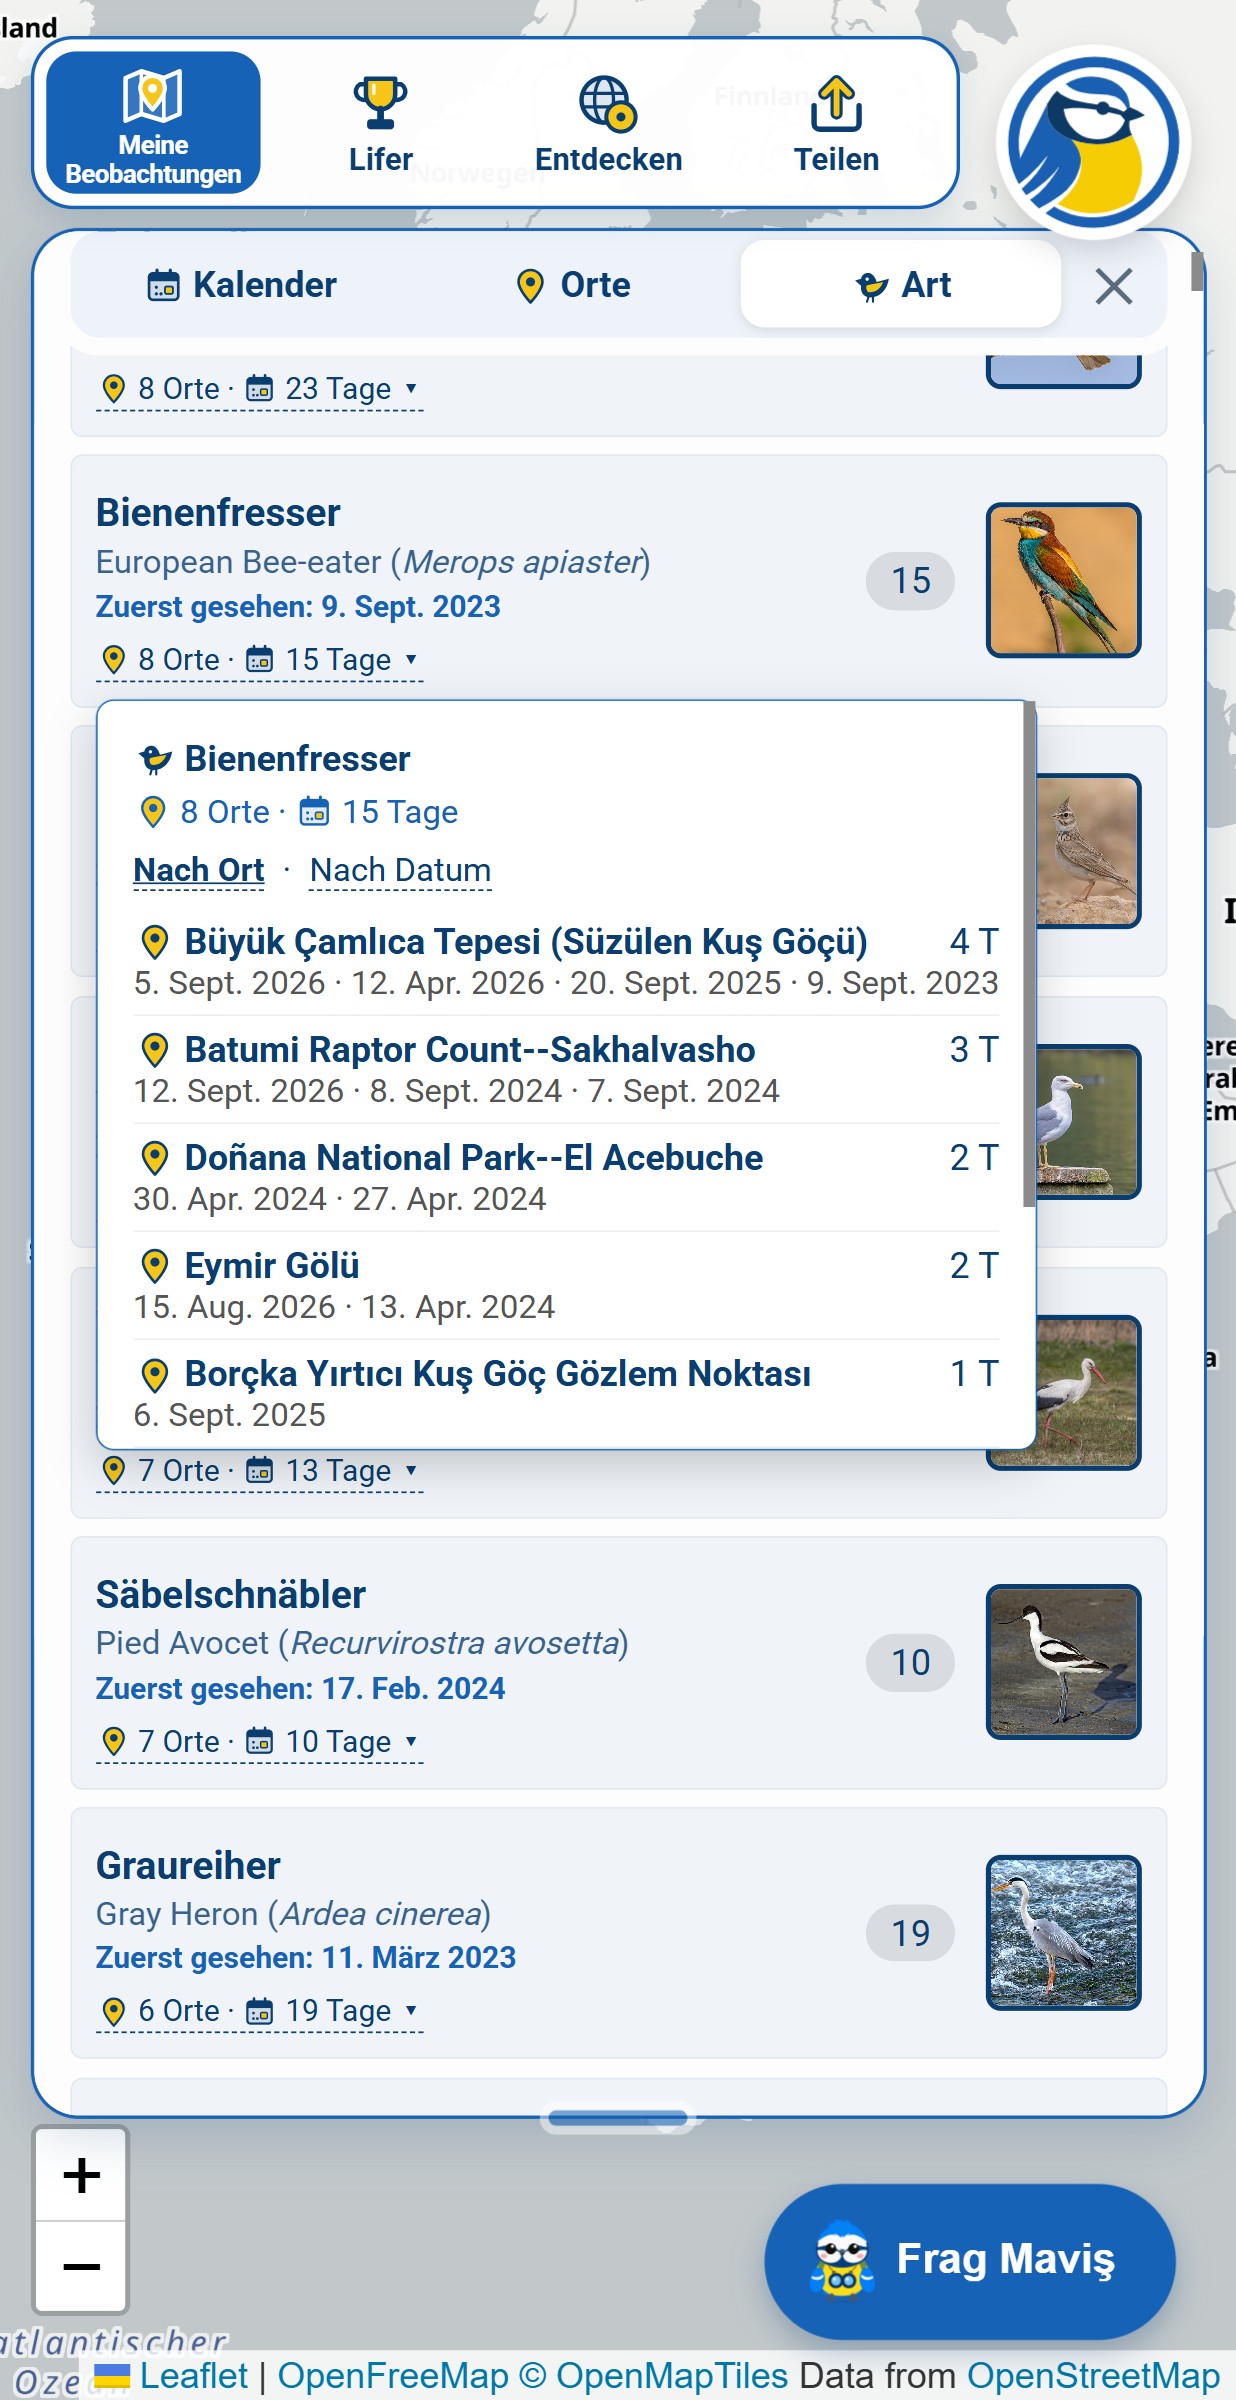 sland
Finnlan
Norwegen
Meine
Beobachtungen
Lifer
Entdecken
Teilen
Kalender
Orte
Art
8 Orte · 23 Tage ▾
Bienenfresser
European Bee-eater (Merops apiaster)
Zuerst gesehen: 9. Sept. 2023
8 Orte · 15 Tage ▾
15
Bienenfresser
8 Orte · 15 Tage
Nach Ort · Nach Datum
Büyük Çamlıca Tepesi (Süzülen Kuş Göçü) 4 T
5. Sept. 2026 · 12. Apr. 2026 · 20. Sept. 2025 · 9. Sept. 2023
Batumi Raptor Count--Sakhalvasho 3 T
12. Sept. 2026 · 8. Sept. 2024 · 7. Sept. 2024
Doñana National Park--El Acebuche 2 T
30. Apr. 2024 · 27. Apr. 2024
Eymir Gölü 2 T
15. Aug. 2026 · 13. Apr. 2024
Borçka Yırtıcı Kuş Göç Gözlem Noktası 1 T
6. Sept. 2025
7 Orte · 13 Tage ▾
Säbelschnäbler
Pied Avocet (Recurvirostra avosetta)
Zuerst gesehen: 17. Feb. 2024
7 Orte · 10 Tage ▾
10
Graureiher
Gray Heron (Ardea cinerea)
Zuerst gesehen: 11. März 2023
6 Orte · 19 Tage ▾
19
+
−
Frag Maviş
atlantischer
Oze
Leaflet | OpenFreeMap © OpenMapTiles Data from OpenStreetMap